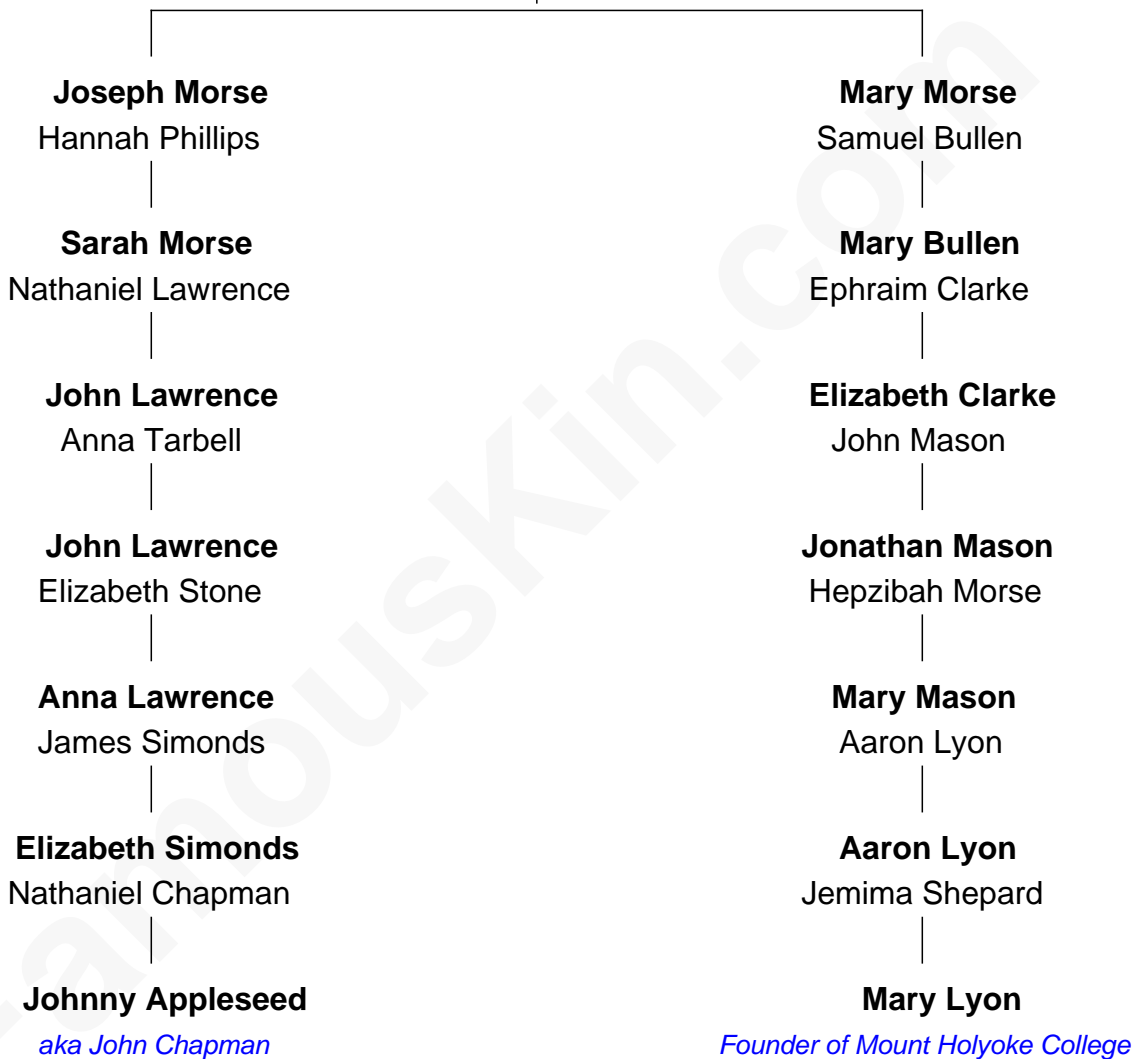 Joseph Morse
Hannah Phillips
Sarah Morse
Nathaniel Lawrence
John Lawrence
Anna Tarbell
John Lawrence
Elizabeth Stone
Anna Lawrence
James Simonds
Elizabeth Simonds
Nathaniel Chapman
Johnny Appleseed
aka John Chapman
Mary Morse
Samuel Bullen
Mary Bullen
Ephraim Clarke
Elizabeth Clarke
John Mason
Jonathan Mason
Hepzibah Morse
Mary Mason
Aaron Lyon
Aaron Lyon
Jemima Shepard
Mary Lyon
Founder of Mount Holyoke College
FamousKin.com